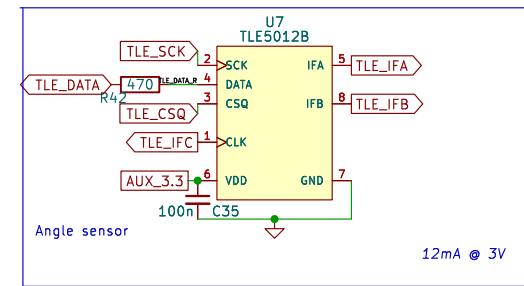 U7
TLE5012B
TLE_SCK
2
SCK
IFA
5
TLE_IFA
TLE_DATA
470
R42
TLE_DATA_R
4
DATA
TLE_CSQ
3
CSQ
IFB
8
TLE_IFB
TLE_IFC
1
CLK
AUX_3.3
6
VDD
GND
7
100n
C35
Angle sensor
12mA @ 3V